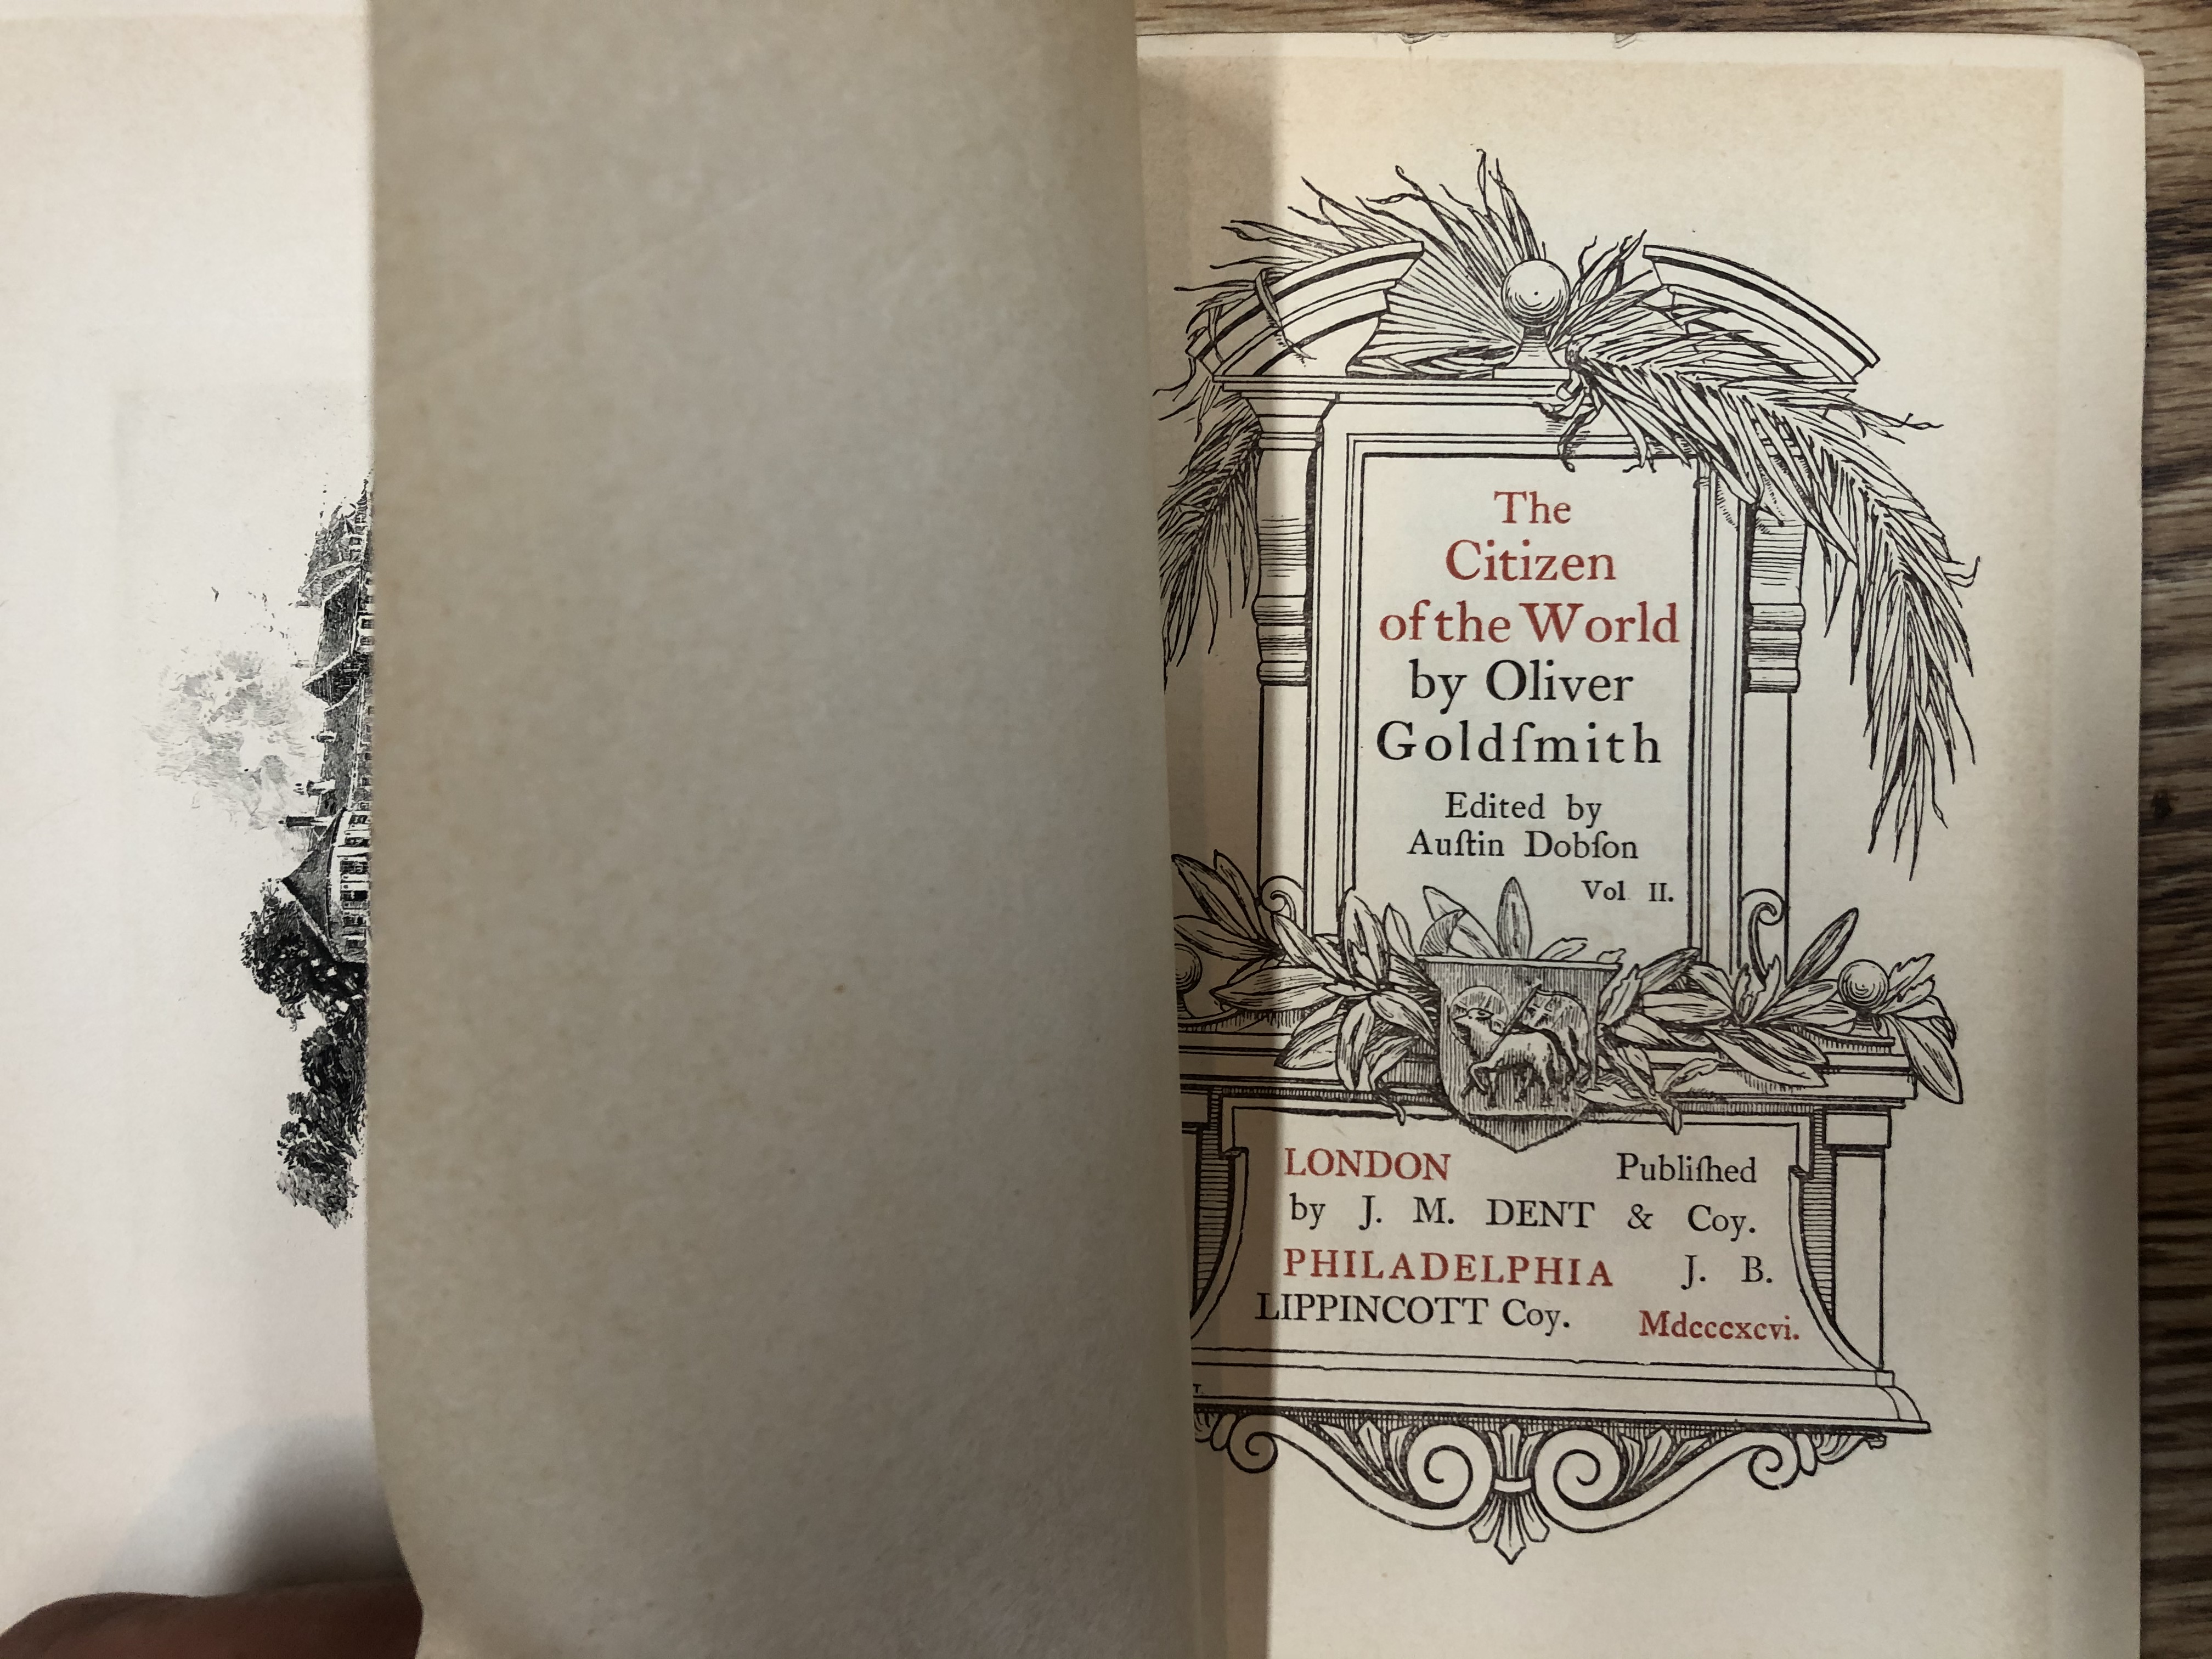 The
Citizen
of the World
by Oliver
Goldſmith
Edited by
Auſtin Dobſon
Vol II.
LONDON Publiſhed
by J. M. DENT & Coy.
PHILADELPHIA J. B.
LIPPINCOTT Coy. Mdcccxcvi.